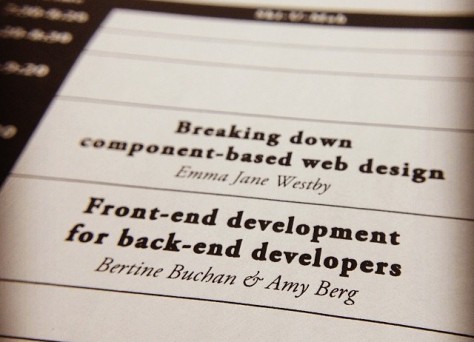 Breaking down
component-based web design
Emma Jane Westby
Front-end development
for back-end developers
Bertine Buchan & Amy Berg